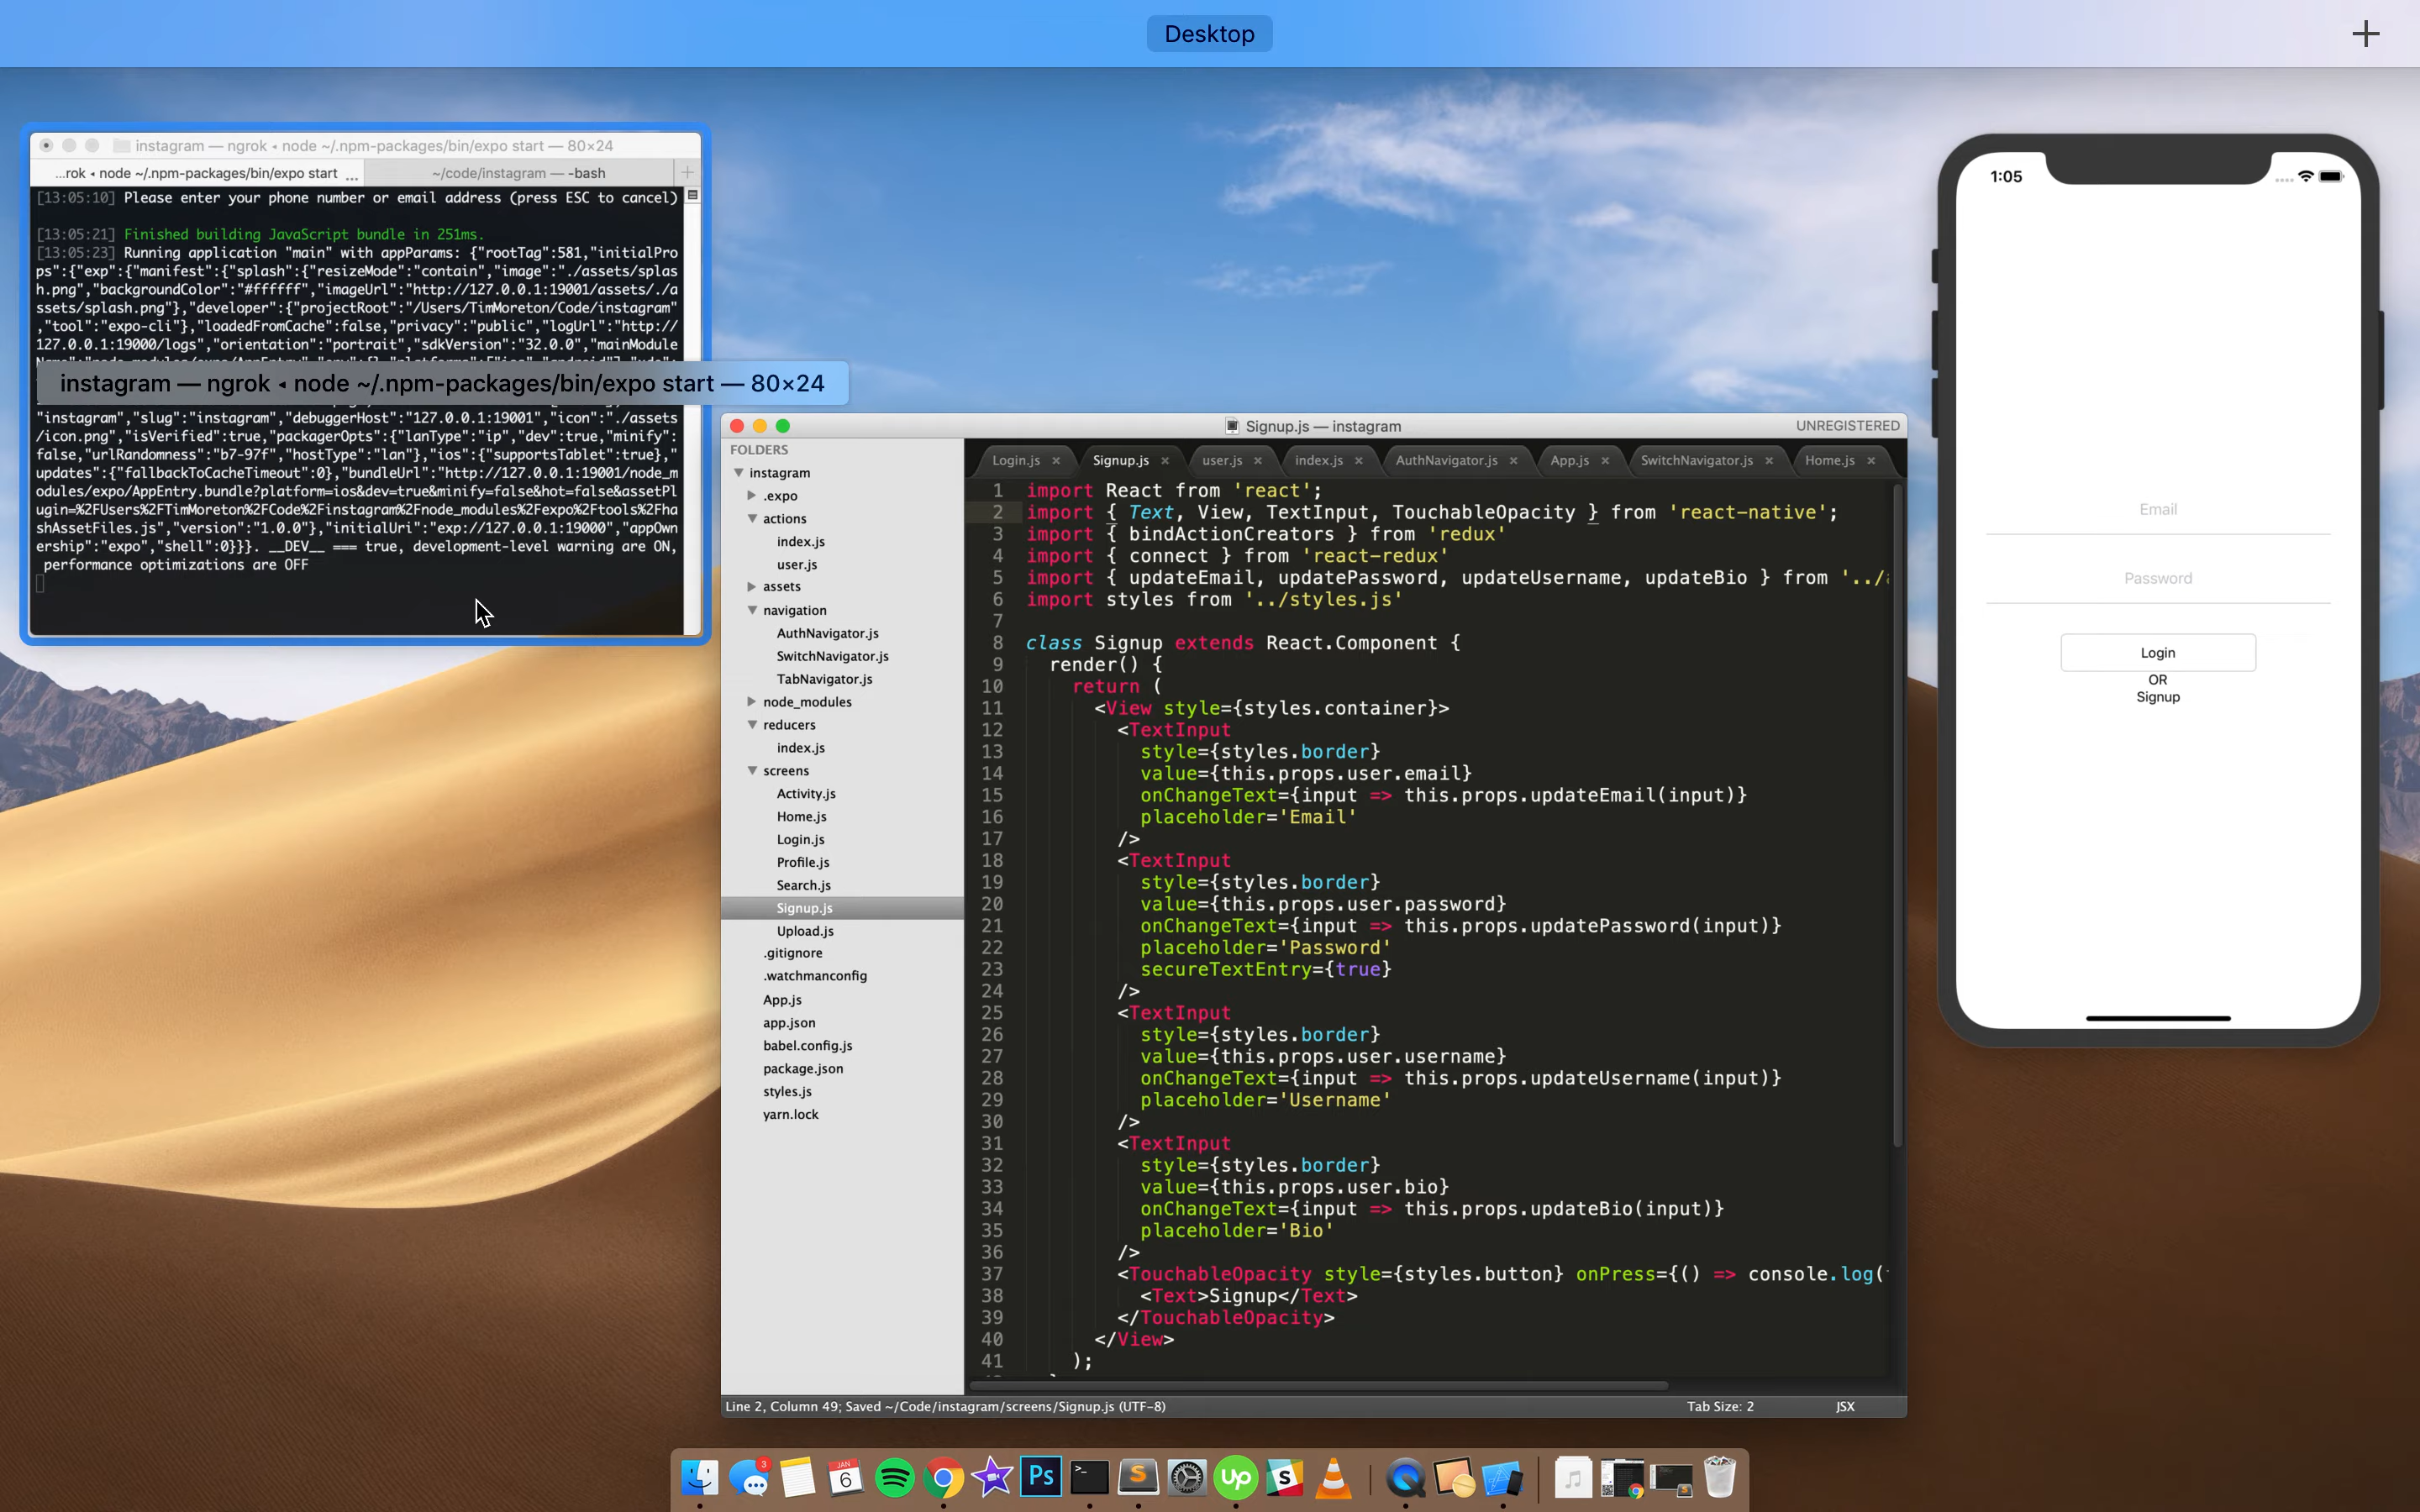 Desktop
instagram — ngrok ◂ node ~/.npm-packages/bin/expo start — 80×24
...rok ◂ node ~/.npm-packages/bin/expo start ...
~/code/instagram — -bash
[13:05:10] Please enter your phone number or email address (press ESC to cancel)
[13:05:21] Finished building JavaScript bundle in 251ms.
[13:05:23] Running application "main" with appParams: {"rootTag":581,"initialPro
ps":{"exp":{"manifest":{"splash":{"resizeMode":"contain","image":"./assets/splas
h.png","backgroundColor":"#ffffff","imageUrl":"http://127.0.0.1:19001/assets/./a
ssets/splash.png"},"developer":{"projectRoot":"/Users/TimMoreton/Code/instagram"
,"tool":"expo-cli"},"loadedFromCache":false,"privacy":"public","logUrl":"http://
127.0.0.1:19000/logs","orientation":"portrait","sdkVersion":"32.0.0","mainModule
instagram — ngrok ◂ node ~/.npm-packages/bin/expo start — 80×24
"instagram","slug":"instagram","debuggerHost":"127.0.0.1:19001","icon":"./assets
/icon.png","isVerified":true,"packagerOpts":{"lanType":"ip","dev":true,"minify":
false,"urlRandomness":"b7-97f","hostType":"lan"},"ios":{"supportsTablet":true},"
updates":{"fallbackToCacheTimeout":0},"bundleUrl":"http://127.0.0.1:19001/node_m
odules/expo/AppEntry.bundle?platform=ios&dev=true&minify=false&hot=false&assetPl
ugin=%2FUsers%2FTimMoreton%2FCode%2Finstagram%2Fnode_modules%2Fexpo%2Ftools%2Fha
shAssetFiles.js","version":"1.0.0"},"initialUri":"exp://127.0.0.1:19000","appOwn
ership":"expo","shell":0}}}. __DEV__ === true, development-level warning are ON,
performance optimizations are OFF
Signup.js — instagram
UNREGISTERED
FOLDERS
instagram
.expo
actions
index.js
user.js
assets
navigation
AuthNavigator.js
SwitchNavigator.js
TabNavigator.js
node_modules
reducers
index.js
screens
Activity.js
Home.js
Login.js
Profile.js
Search.js
Signup.js
Upload.js
.gitignore
.watchmanconfig
App.js
app.json
babel.config.js
package.json
styles.js
yarn.lock
Login.js × Signup.js × user.js × index.js × AuthNavigator.js × App.js × SwitchNavigator.js × Home.js ×
1 import React from 'react';
2 import { Text, View, TextInput, TouchableOpacity } from 'react-native';
3 import { bindActionCreators } from 'redux'
4 import { connect } from 'react-redux'
5 import { updateEmail, updatePassword, updateUsername, updateBio } from '../
6 import styles from '../styles.js'
7
8 class Signup extends React.Component {
9 render() {
10 return (
11 <View style={styles.container}>
12 <TextInput
13 style={styles.border}
14 value={this.props.user.email}
15 onChangeText={input => this.props.updateEmail(input)}
16 placeholder='Email'
17 />
18 <TextInput
19 style={styles.border}
20 value={this.props.user.password}
21 onChangeText={input => this.props.updatePassword(input)}
22 placeholder='Password'
23 secureTextEntry={true}
24 />
25 <TextInput
26 style={styles.border}
27 value={this.props.user.username}
28 onChangeText={input => this.props.updateUsername(input)}
29 placeholder='Username'
30 />
31 <TextInput
32 style={styles.border}
33 value={this.props.user.bio}
34 onChangeText={input => this.props.updateBio(input)}
35 placeholder='Bio'
36 />
37 <TouchableOpacity style={styles.button} onPress={() => console.log(
38 <Text>Signup</Text>
39 </TouchableOpacity>
40 </View>
41 );
Line 2, Column 49; Saved ~/Code/instagram/screens/Signup.js (UTF-8)
Tab Size: 2
JSX
1:05
Email
Password
Login
OR
Signup
3
JAN
6
Ps
>_
S
up
S